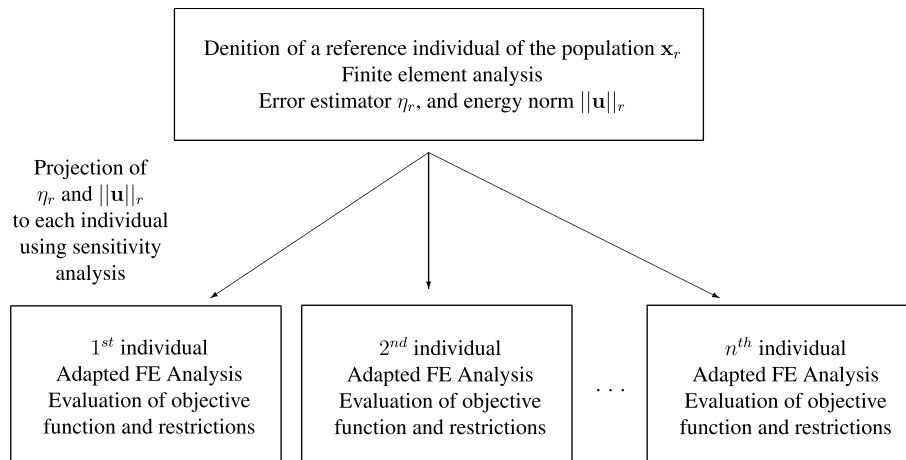 Denition of a reference individual of the population x_r
Finite element analysis
Error estimator η_r, and energy norm ||u||_r
Projection of
η_r and ||u||_r
to each individual
using sensitivity
analysis
1^st individual
Adapted FE Analysis
Evaluation of objective
function and restrictions
2^nd individual
Adapted FE Analysis
Evaluation of objective
function and restrictions
. . .
n^th individual
Adapted FE Analysis
Evaluation of objective
function and restrictions